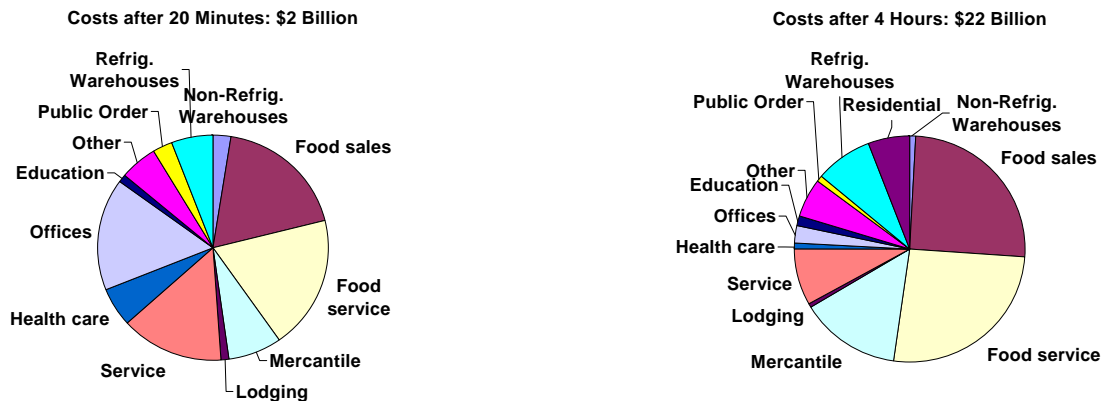 Costs after 20 Minutes: $2 Billion
Refrig.
Warehouses
Non-Refrig.
Warehouses
Public Order
Food sales
Other
Education
Offices
Food
service
Health care
Mercantile
Service
Lodging
Costs after 4 Hours: $22 Billion
Refrig.
Warehouses
Public Order
Residential
Non-Refrig.
Warehouses
Food sales
Other
Education
Offices
Health care
Service
Lodging
Food service
Mercantile